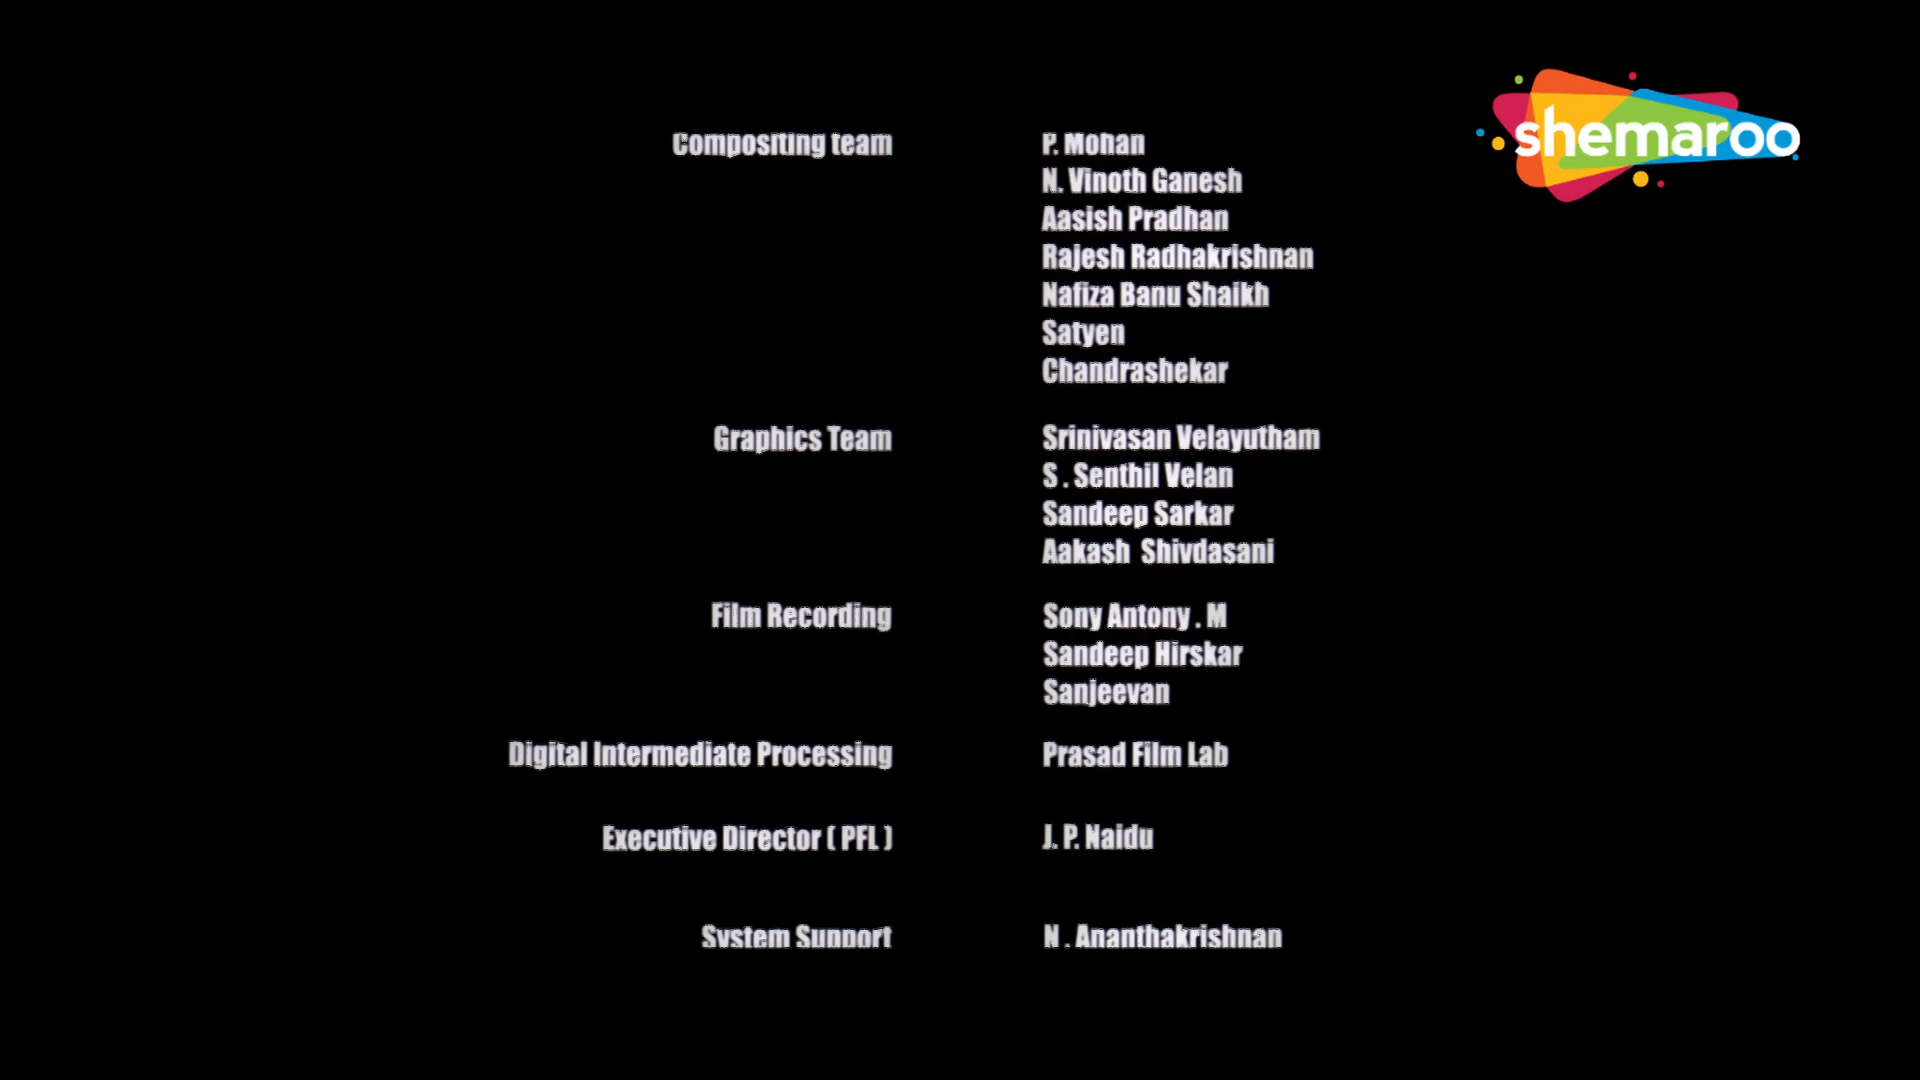 shemaroo
Compositing team P. Mohan
N. Vinoth Ganesh
Aasish Pradhan
Rajesh Radhakrishnan
Nafiza Banu Shaikh
Satyen
Chandrashekar
Graphics Team Srinivasan Velayutham
S . Senthil Velan
Sandeep Sarkar
Aakash Shivdasani
Film Recording Sony Antony . M
Sandeep Hirskar
Sanjeevan
Digital Intermediate Processing Prasad Film Lab
Executive Director ( PFL ) J. P. Naidu
System Support N . Ananthakrishnan